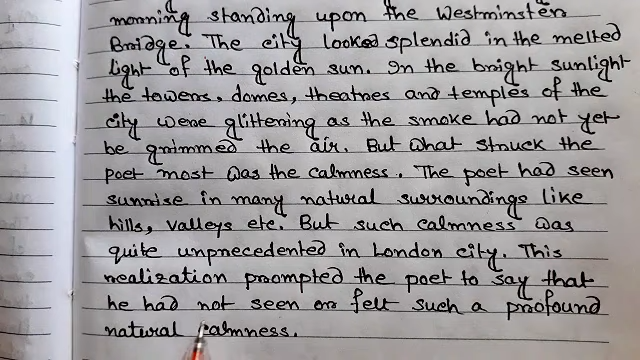 morning standing upon the Westminster
Bridge. The city looked splendid in the melted
light of the golden sun. In the bright sunlight
the towers, domes, theatres and temples of the
city were glittering as the smoke had not yet
be grimmed the air. But what struck the
poet most was the calmness. The poet had seen
sunrise in many natural surroundings like
hills, valleys etc. But such calmness was
quite unprecedented in London city. This
realization prompted the poet to say that
he had not seen or felt such a profound
natural calmness.